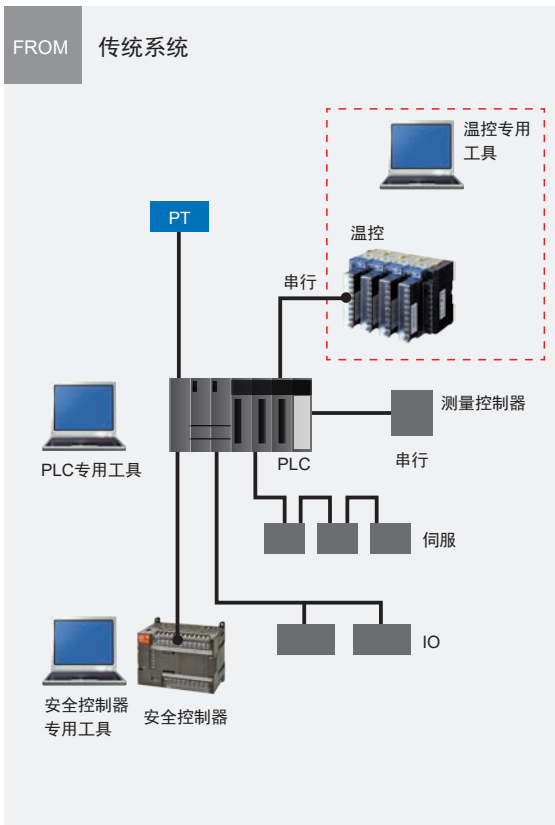 FROM
传统系统
温控专用
工具
PT
温控
串行
测量控制器
PLC
串行
PLC专用工具
伺服
IO
安全控制器
专用工具
安全控制器